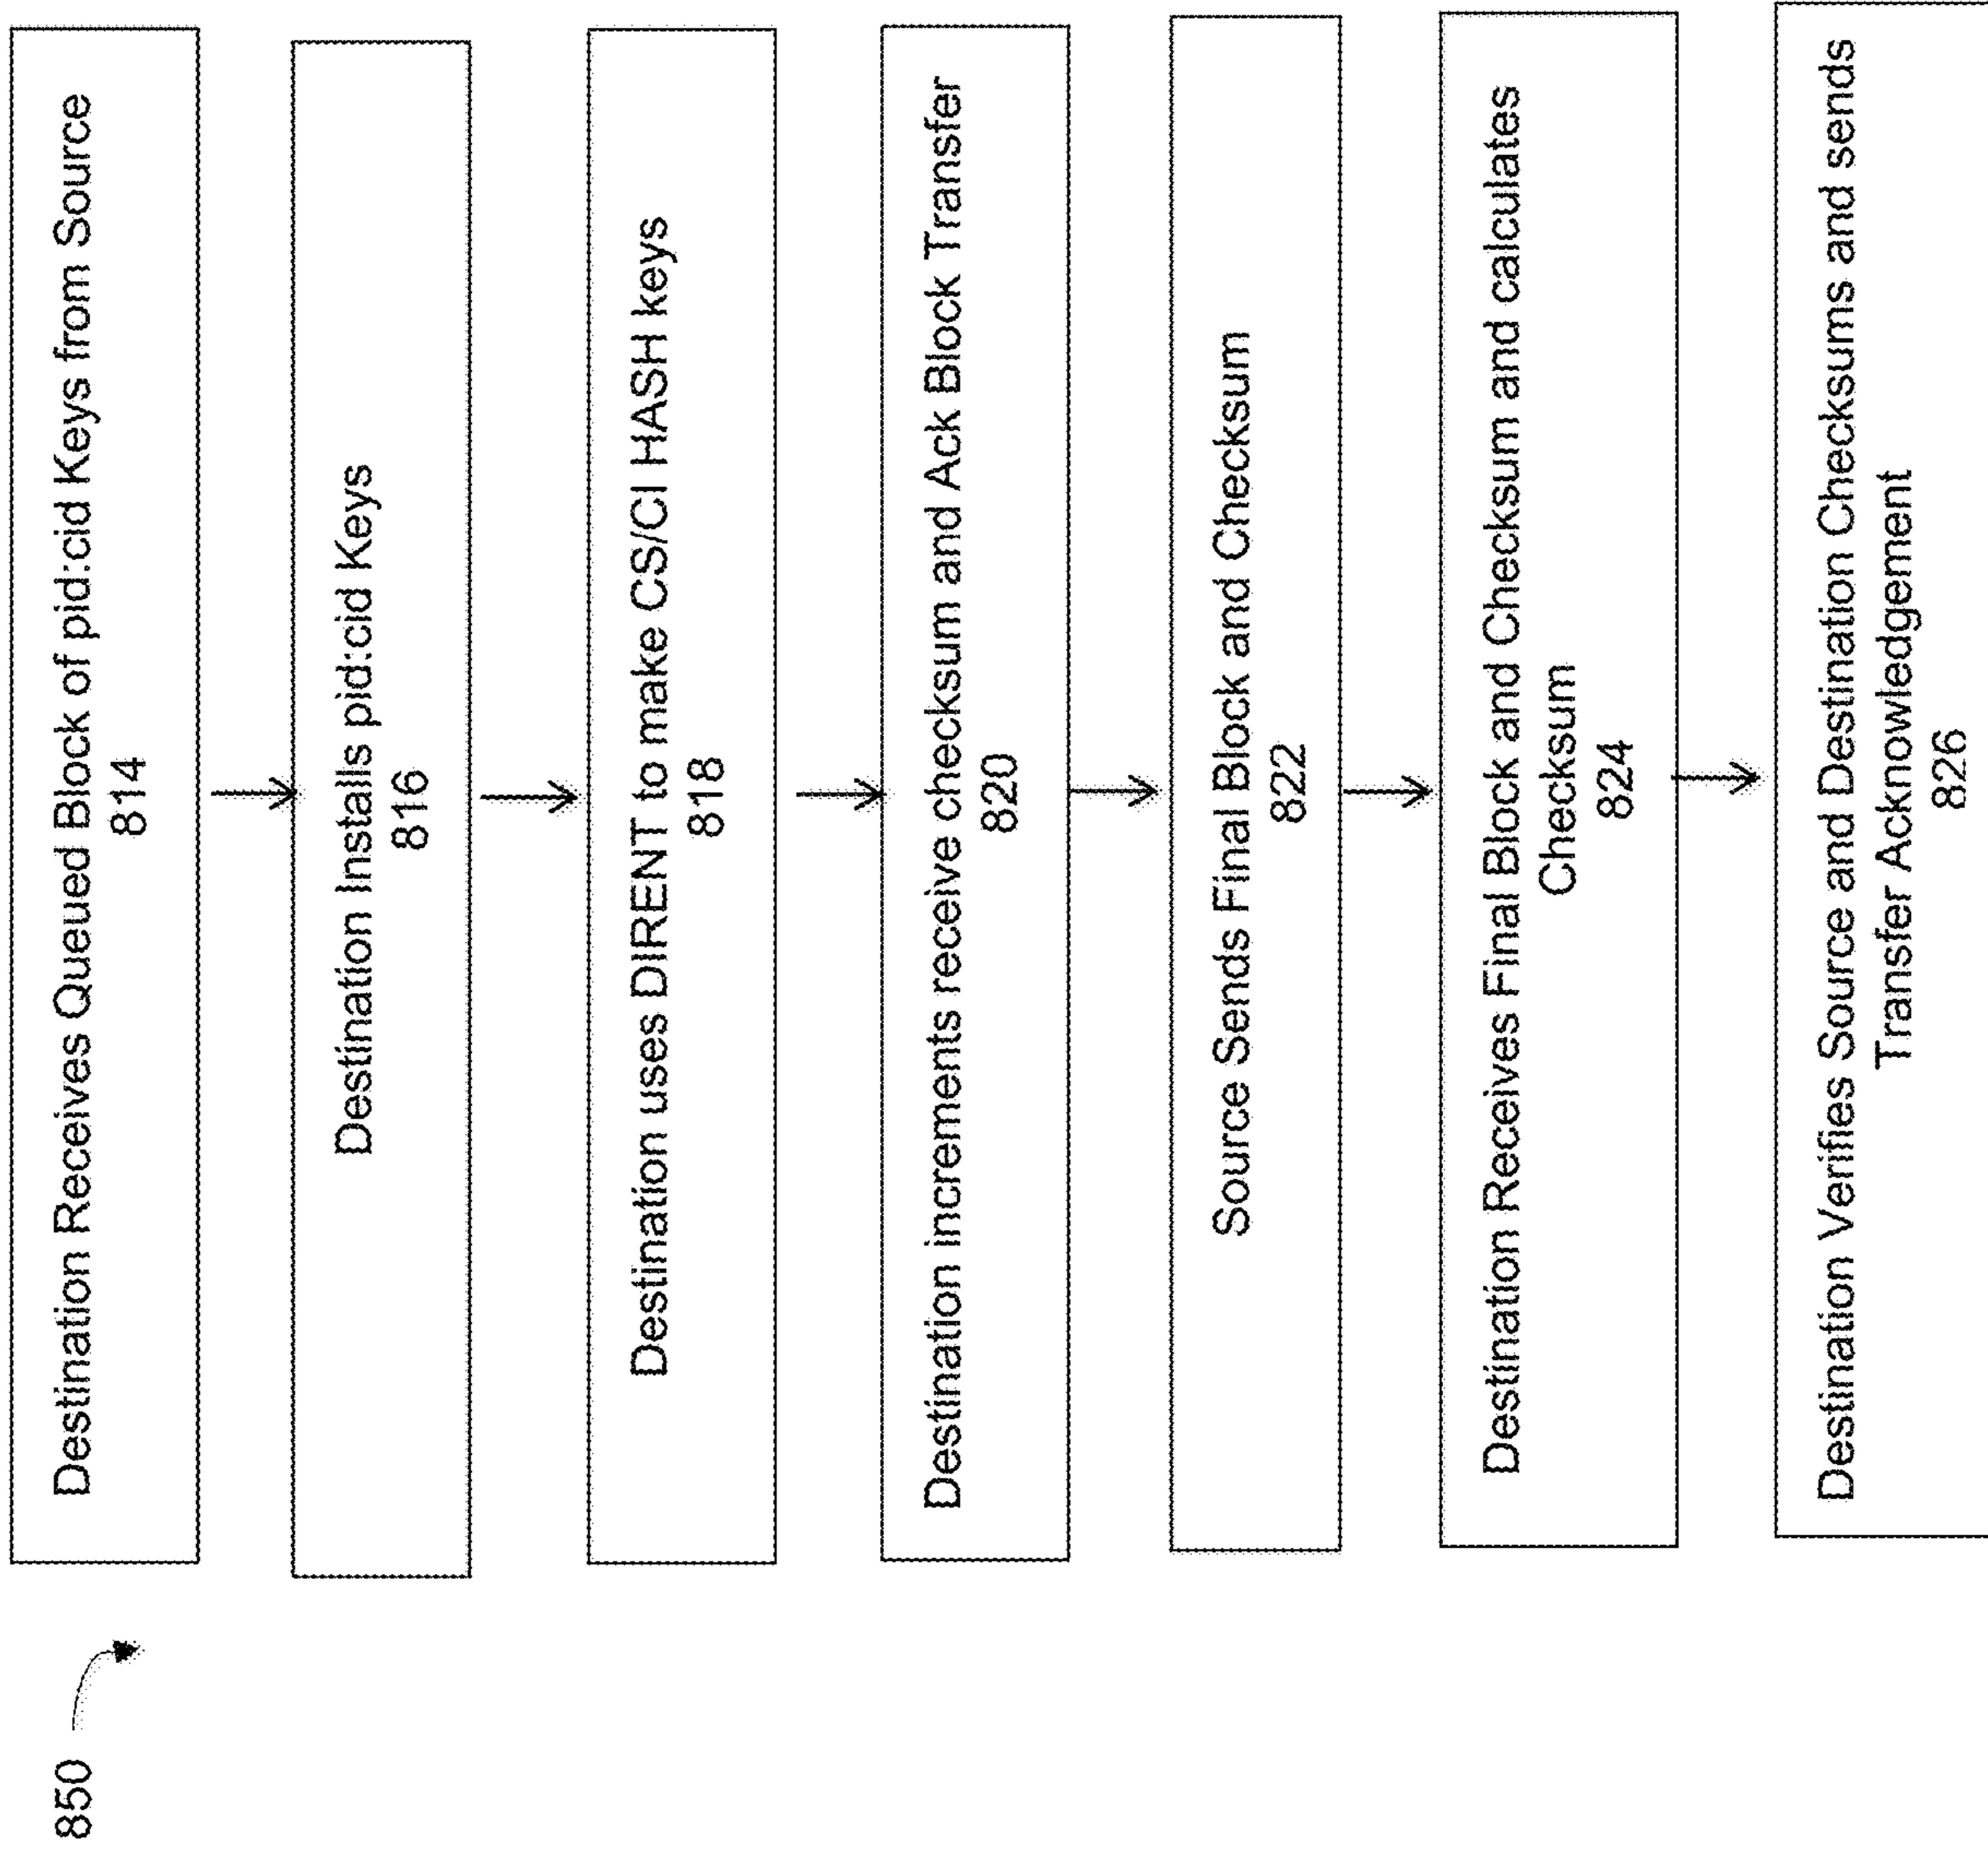 850
Destination Receives Queued Block of pid:cid Keys from Source
814
Destination Installs pid:cid Keys
816
Destination uses DIRENT to make CS/CI HASH keys
818
Destination increments receive checksum and Ack Block Transfer
820
Source Sends Final Block and Checksum
822
Destination Receives Final Block and Checksum and calculates
Checksum
824
Destination Verifies Source and Destination Checksums and sends
Transfer Acknowledgement
826